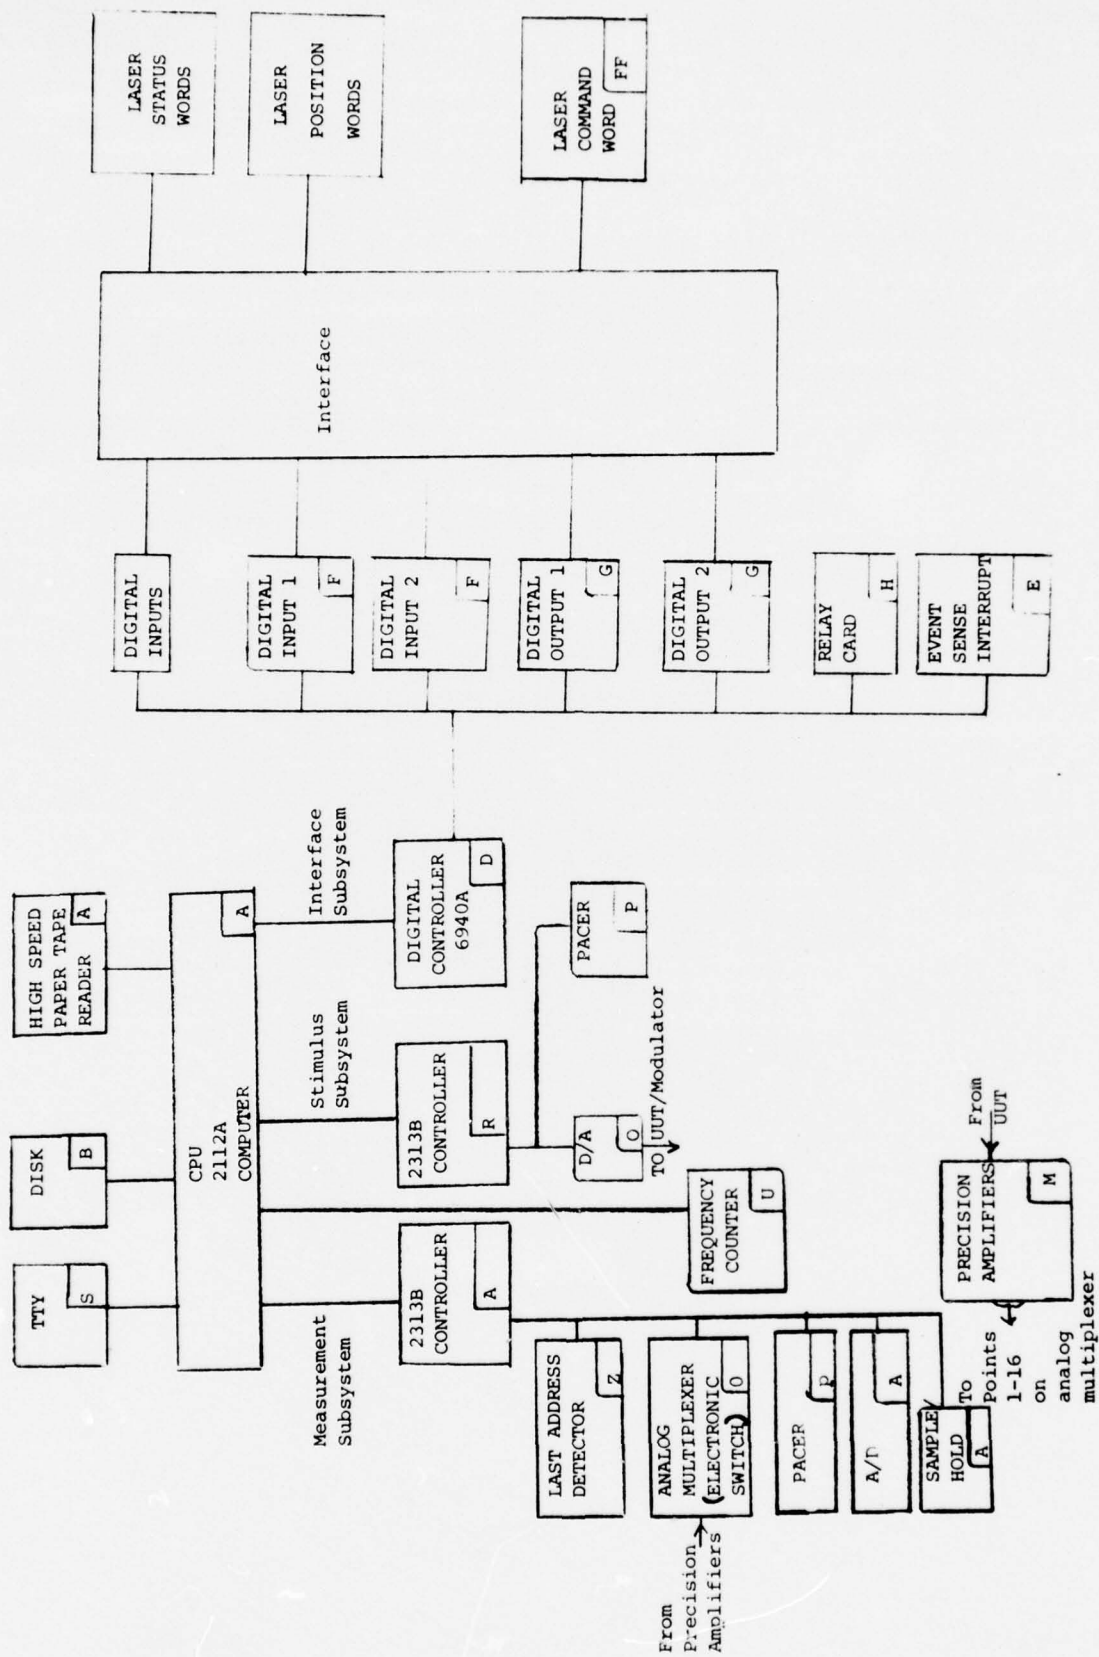 TTY
S
DISK
B
HIGH SPEED
PAPER TAPE
READER
A
CPU
2112A
COMPUTER
A
Measurement
Subsystem
Stimulus
Subsystem
Interface
Subsystem
2313B
CONTROLLER
A
2313B
CONTROLLER
R
DIGITAL
CONTROLLER
6940A
D
LAST ADDRESS
DETECTOR
Z
ANALOG
MULTIPLEXER
(ELECTRONIC
SWITCH)
O
From
Precision
Amplifiers
PACER
P
A/D
A
SAMPLE/
HOLD
A
FREQUENCY
COUNTER
U
D/A
O
TO UUT/Modulator
PACER
P
PRECISION
AMPLIFIERS
M
From
UUT
To
Points
1-16
on
analog
multiplexer
DIGITAL
INPUTS
DIGITAL
INPUT 1
F
DIGITAL
INPUT 2
F
DIGITAL
OUTPUT 1
G
DIGITAL
OUTPUT 2
G
RELAY
CARD
H
EVENT
SENSE
INTERRUPT
E
Interface
LASER
STATUS
WORDS
LASER
POSITION
WORDS
LASER
COMMAND
WORD
FF